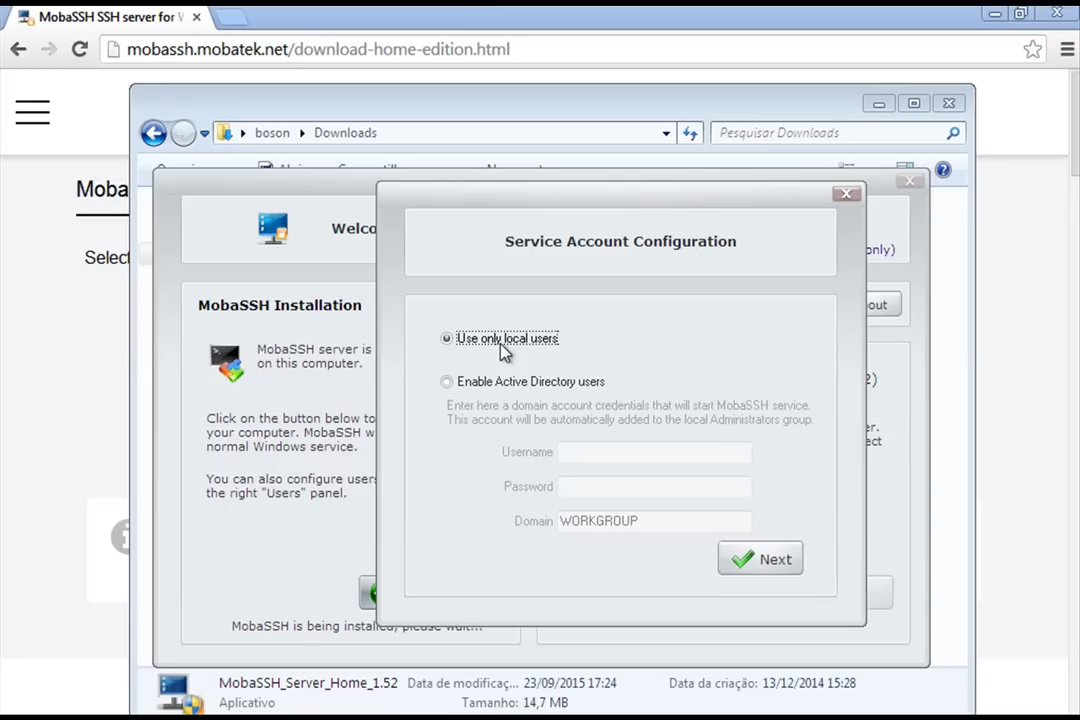 MobaSSH SSH server for W
mobassh.mobatek.net/download-home-edition.html
boson
Downloads
Pesquisar Downloads
Moba
Select
Welco
only)
Service Account Configuration
MobaSSH Installation
out
MobaSSH server is
on this computer.
Use only local users
Enable Active Directory users
2)
Enter here a domain account credentials that will start MobaSSH service.
This account will be automatically added to the local Administrators group.
Click on the button below to
your computer. MobaSSH w
normal Windows service.
er.
ect
Username
You can also configure users
the right "Users" panel.
Password
Domain
WORKGROUP
Next
MobaSSH is being installed, please wait...
MobaSSH_Server_Home_1.52
Data de modificaç... 23/09/2015 17:24
Data da criação: 13/12/2014 15:28
Aplicativo
Tamanho: 14,7 MB